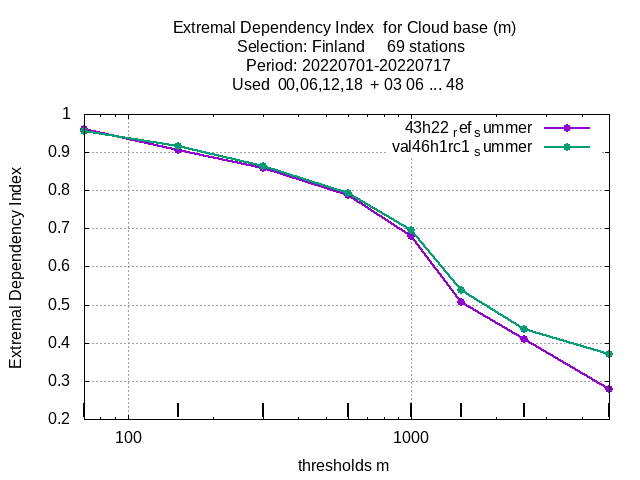 Extremal Dependency Index  for Cloud base (m)
Selection: Finland     69 stations
Period: 20220701-20220717
Used  00,06,12,18  + 03 06 ... 48
43h22_ref_summer
val46h1rc1_summer
1
0.9
0.8
0.7
0.6
0.5
0.4
0.3
0.2
Extremal Dependency Index
100
1000
thresholds m